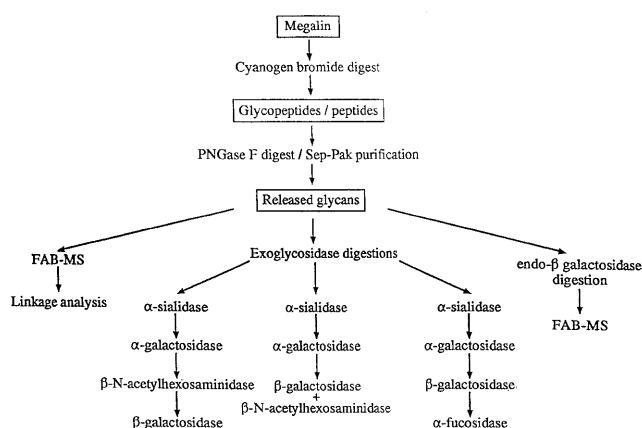 Megalin
Cyanogen bromide digest
Glycopeptides / peptides
PNGase F digest / Sep-Pak purification
Released glycans
FAB-MS
Linkage analysis
Exoglycosidase digestions
α-sialidase
α-galactosidase
β-N-acetylhexosaminidase
β-galactosidase
α-sialidase
α-galactosidase
β-galactosidase
+
β-N-acetylhexosaminidase
α-sialidase
α-galactosidase
β-galactosidase
α-fucosidase
endo-β galactosidase
digestion
FAB-MS